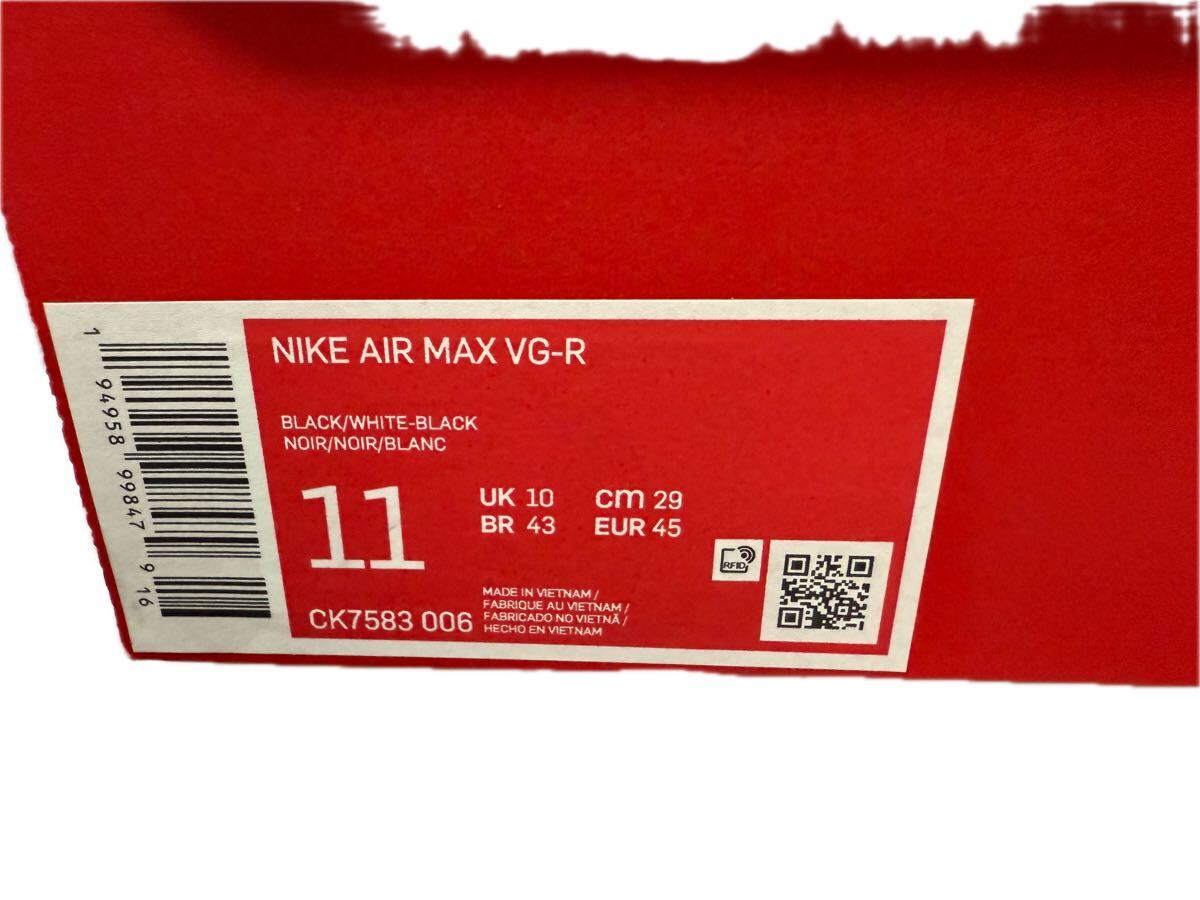 NIKE AIR MAX VG-R
BLACK/WHITE-BLACK
NOIR/NOIR/BLANC
11
UK 10 cm 29
BR 43 EUR 45
CK7583 006
MADE IN VIETNAM /
FABRIQUE AU VIETNAM /
FABRICADO NO VIETNÃ /
HECHO EN VIETNAM
RFID
1 94958 99847 9 16